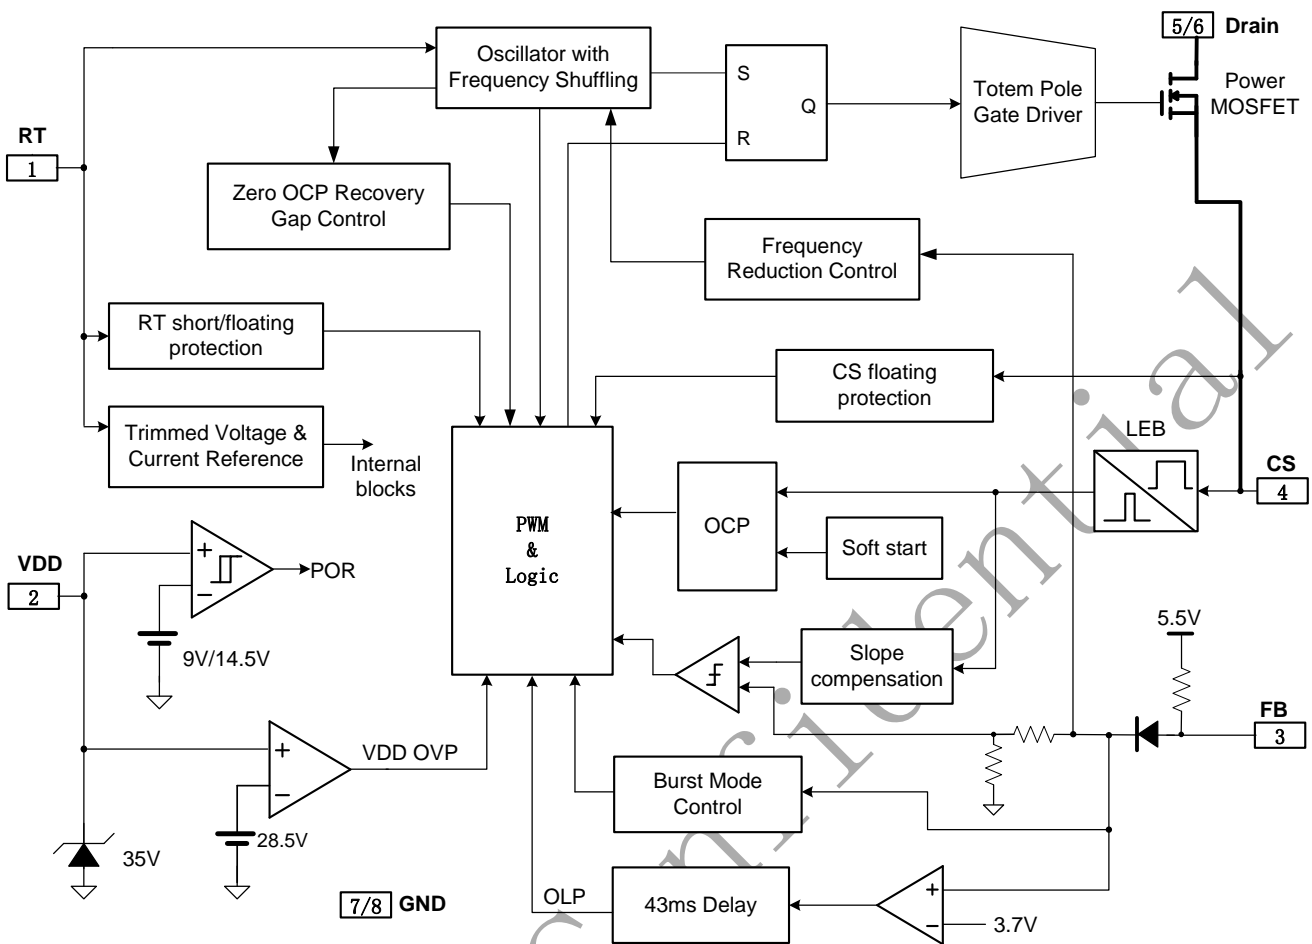 5/6 Drain
Oscillator with
Frequency Shuffling
S
R
Q
Totem Pole
Gate Driver
Power
MOSFET
RT
1
Zero OCP Recovery
Gap Control
Frequency
Reduction Control
RT short/floating
protection
CS floating
protection
Trimmed Voltage &
Current Reference
Internal
blocks
LEB
CS
4
PWM
&
Logic
OCP
Soft start
VDD
2
+
−
POR
9V/14.5V
Slope
compensation
5.5V
FB
3
+
−
VDD OVP
28.5V
35V
Burst Mode
Control
7/8 GND
OLP
43ms Delay
+
−
3.7V
nfidential